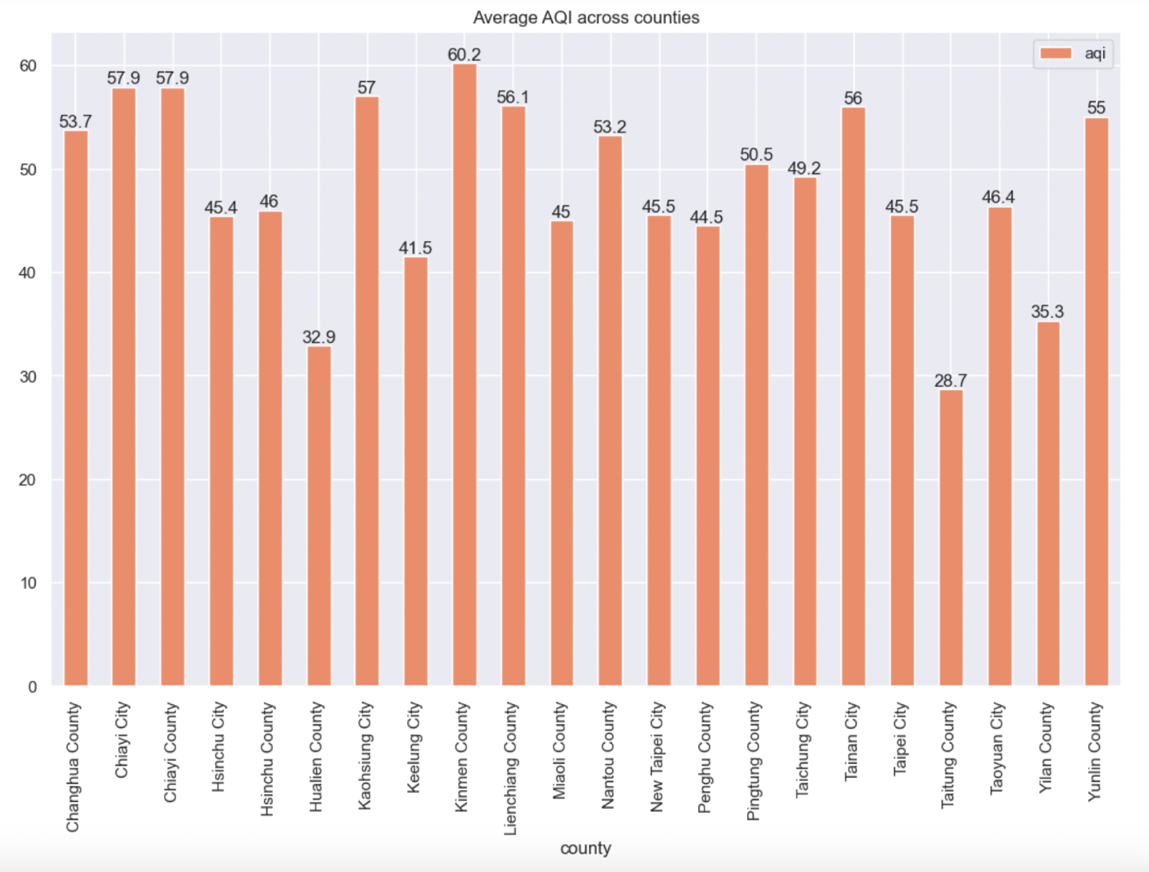 Average AQI across counties
aqi
60
50
40
30
20
10
0
53.7
57.9
57.9
45.4
46
32.9
57
41.5
60.2
56.1
45
53.2
45.5
44.5
50.5
49.2
56
45.5
28.7
46.4
35.3
55
Changhua County
Chiayi City
Chiayi County
Hsinchu City
Hsinchu County
Hualien County
Kaohsiung City
Keelung City
Kinmen County
Lienchiang County
Miaoli County
Nantou County
New Taipei City
Penghu County
Pingtung County
Taichung City
Tainan City
Taipei City
Taitung County
Taoyuan City
Yilan County
Yunlin County
county